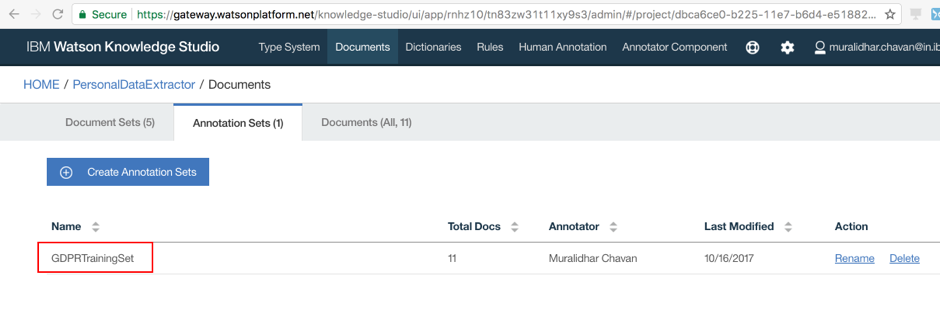 Secure https://gateway.watsonplatform.net/knowledge-studio/ui/app/rnhz10/tn83zw31t11xy9s3/admin/#/project/dbca6ce0-b225-11e7-b6d4-e51882...
IBM Watson Knowledge Studio Type System Documents Dictionaries Rules Human Annotation Annotator Component muralidhar.chavan@in.ib
HOME / PersonalDataExtractor / Documents
Document Sets (5) Annotation Sets (1) Documents (All, 11)
Create Annotation Sets
Name Total Docs Annotator Last Modified Action
GDPRTrainingSet 11 Muralidhar Chavan 10/16/2017 Rename Delete